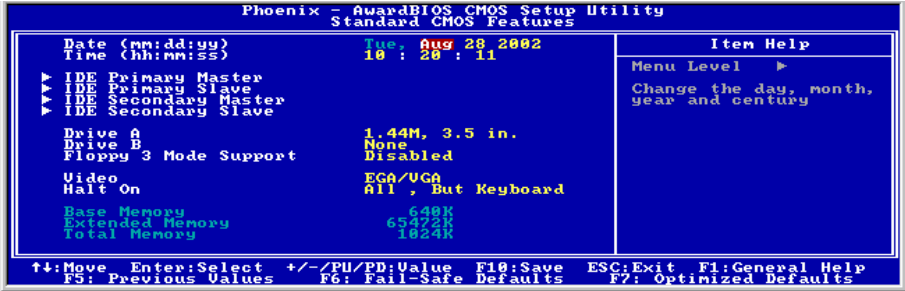 Phoenix - AwardBIOS CMOS Setup Utility
Standard CMOS Features
Date (mm:dd:yy) Tue, Aug 28 2002
Time (hh:mm:ss) 10 : 20 : 11
► IDE Primary Master
► IDE Primary Slave
► IDE Secondary Master
► IDE Secondary Slave
Drive A 1.44M, 3.5 in.
Drive B None
Floppy 3 Mode Support Disabled
Video EGA/VGA
Halt On All , But Keyboard
Base Memory 640K
Extended Memory 65472K
Total Memory 1024K
Item Help
Menu Level ►
Change the day, month,
year and century
↑↓:Move Enter:Select +/-/PU/PD:Value F10:Save ESC:Exit F1:General Help
F5: Previous Values F6: Fail-Safe Defaults F7: Optimized Defaults